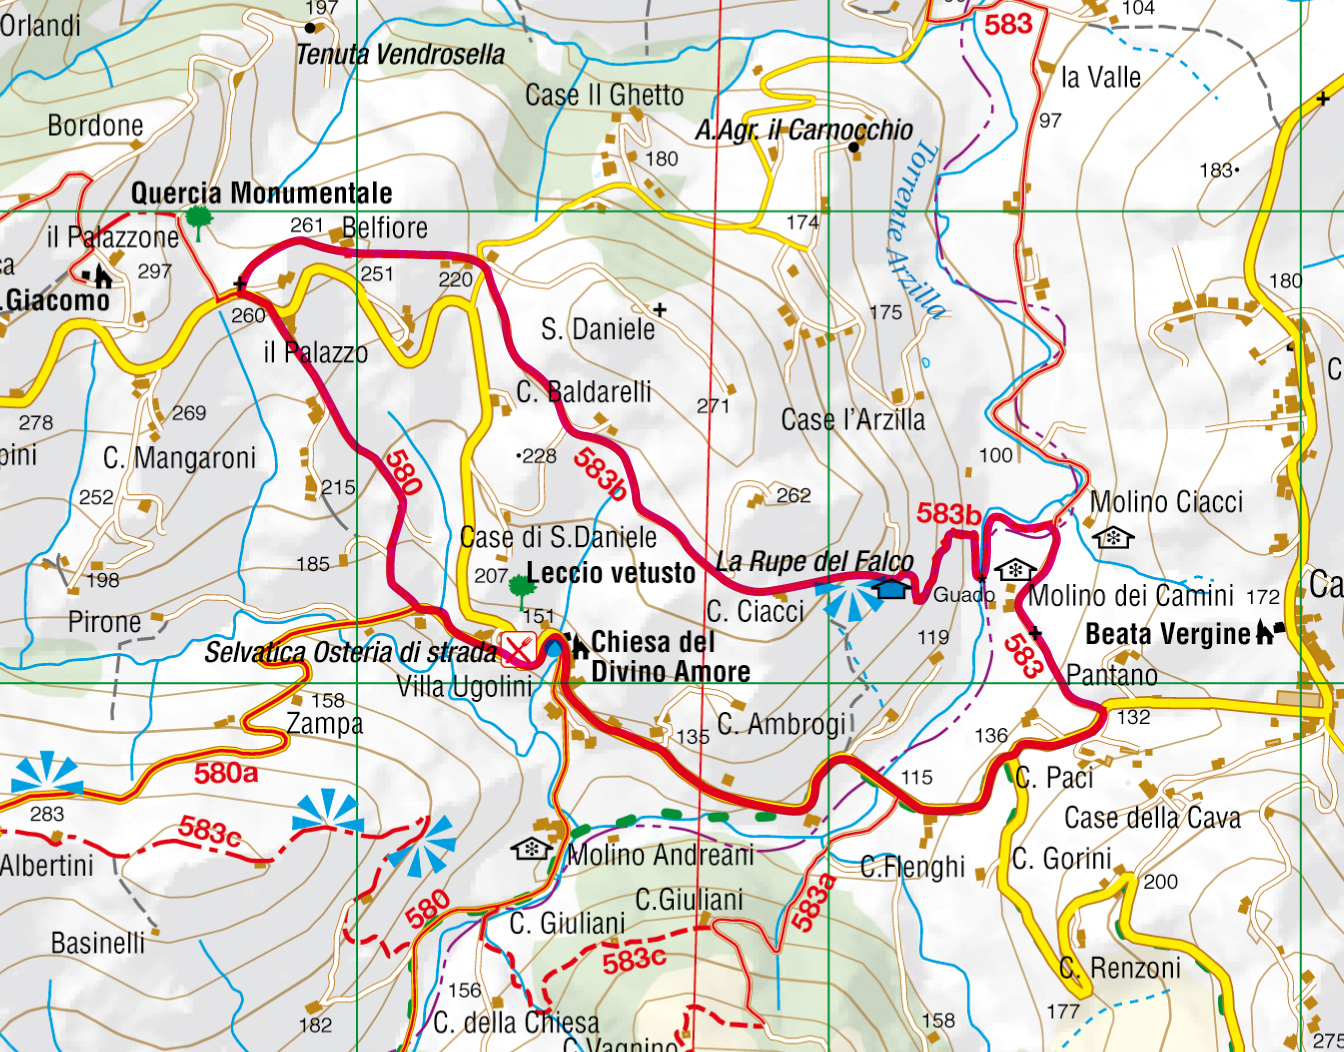 197
583
104
Orlandi
Tenuta Vendrosella
la Valle
Case Il Ghetto
97
Bordone
A.Agr. il Carnocchio
180
183
Quercia Monumentale
Torrente Arzilla
261
Belfiore
174
il Palazzone
297
251
220
180
.Giacomo
260
S. Daniele
175
il Palazzo
C. Baldarelli
271
Case l'Arzilla
278
269
pini
C. Mangaroni
228
100
580
583b
252
215
262
Molino Ciacci
583b
Case di S.Daniele
185
La Rupe del Falco
198
207
Leccio vetusto
Guado
Molino dei Camini
172
Ca
C. Ciacci
151
Pirone
119
Beata Vergine
Selvatica Osteria di strada
Chiesa del
Divino Amore
583
Pantano
Villa Ugolini
158
Zampa
135
C. Ambrogi
132
136
580a
115
C. Paci
283
583c
Case della Cava
Albertini
Molino Andreani
C.Flenghi
C. Gorini
200
580
C.Giuliani
583a
C. Giuliani
Basinelli
583c
C. Renzoni
156
177
182
C. della Chiesa
158
C.Vagnino
275